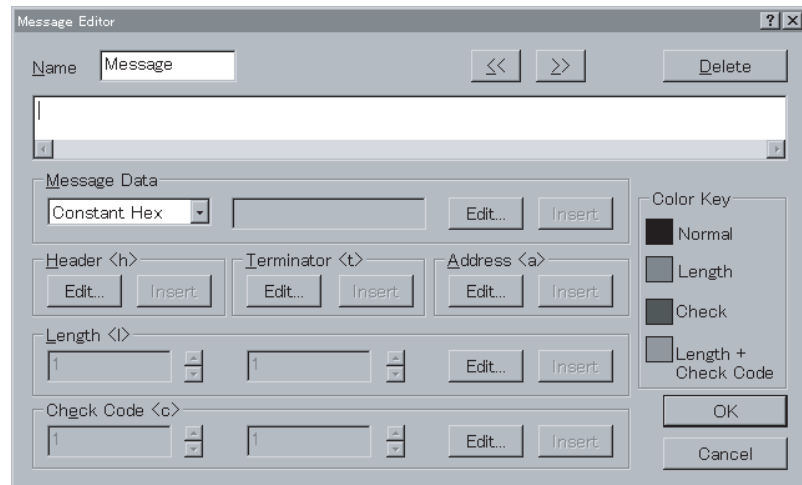 Message Editor
? ×
Name Message << >> Delete
Message Data
Constant Hex Edit... Insert
Header <h> Terminator <t> Address <a>
Edit... Insert Edit... Insert Edit... Insert
Length <l>
1 1 Edit... Insert
Check Code <c>
1 1 Edit... Insert
Color Key
Normal
Length
Check
Length +
Check Code
OK
Cancel